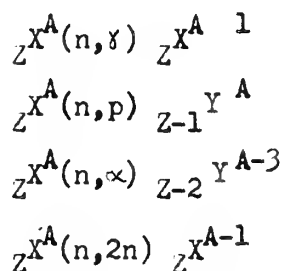 ZX^A(n,γ) ZX^A 1
ZX^A(n,p) Z-1Y^A
ZX^A(n,α) Z-2Y^A-3
ZX^A(n,2n) ZX^A-1